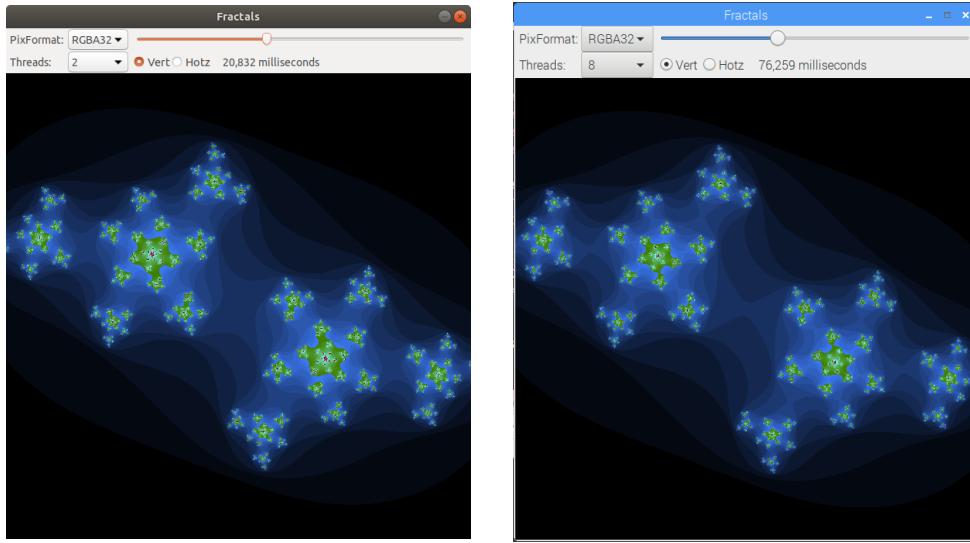 Fractals
PixFormat: RGBA32
Threads: 2 Vert Hotz 20,832 milliseconds
Fractals
PixFormat: RGBA32
Threads: 8 Vert Hotz 76,259 milliseconds